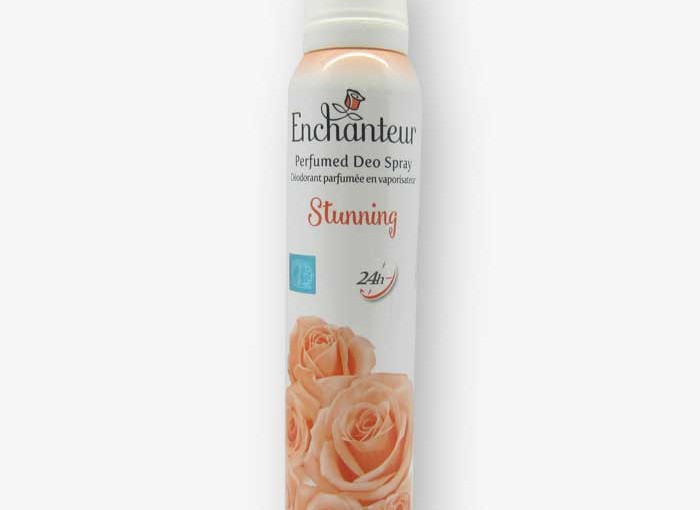 Enchanteur
Perfumed Deo Spray
Déodorant parfumée en vaporisateur
Stunning
24h